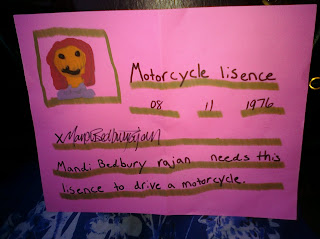 Motorcycle lisence
08 11 1976
Mandi Bedbury rajan needs this
lisence to drive a motorcycle.